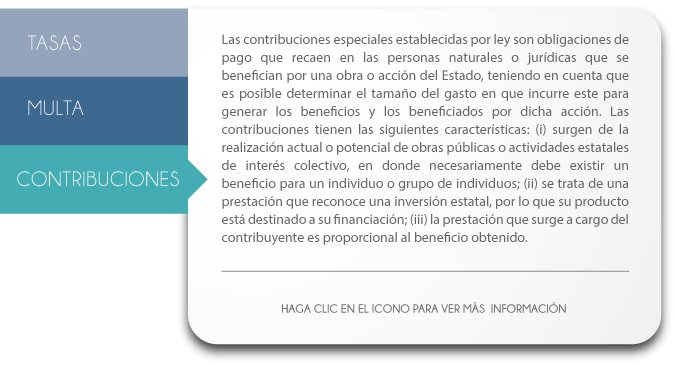 TASAS
MULTA
CONTRIBUCIONES
Las contribuciones especiales establecidas por ley son obligaciones de
pago que recaen en las personas naturales o jurídicas que se
benefician por una obra o acción del Estado, teniendo en cuenta que
es posible determinar el tamaño del gasto en que incurre este para
generar los beneficios y los beneficiados por dicha acción. Las
contribuciones tienen las siguientes características: (i) surgen de la
realización actual o potencial de obras públicas o actividades estatales
de interés colectivo, en donde necesariamente debe existir un
beneficio para un individuo o grupo de individuos; (ii) se trata de una
prestación que reconoce una inversión estatal, por lo que su producto
está destinado a su financiación; (iii) la prestación que surge a cargo del
contribuyente es proporcional al beneficio obtenido.
HAGA CLIC EN EL ICONO PARA VER MÀS INFORMACIÓN